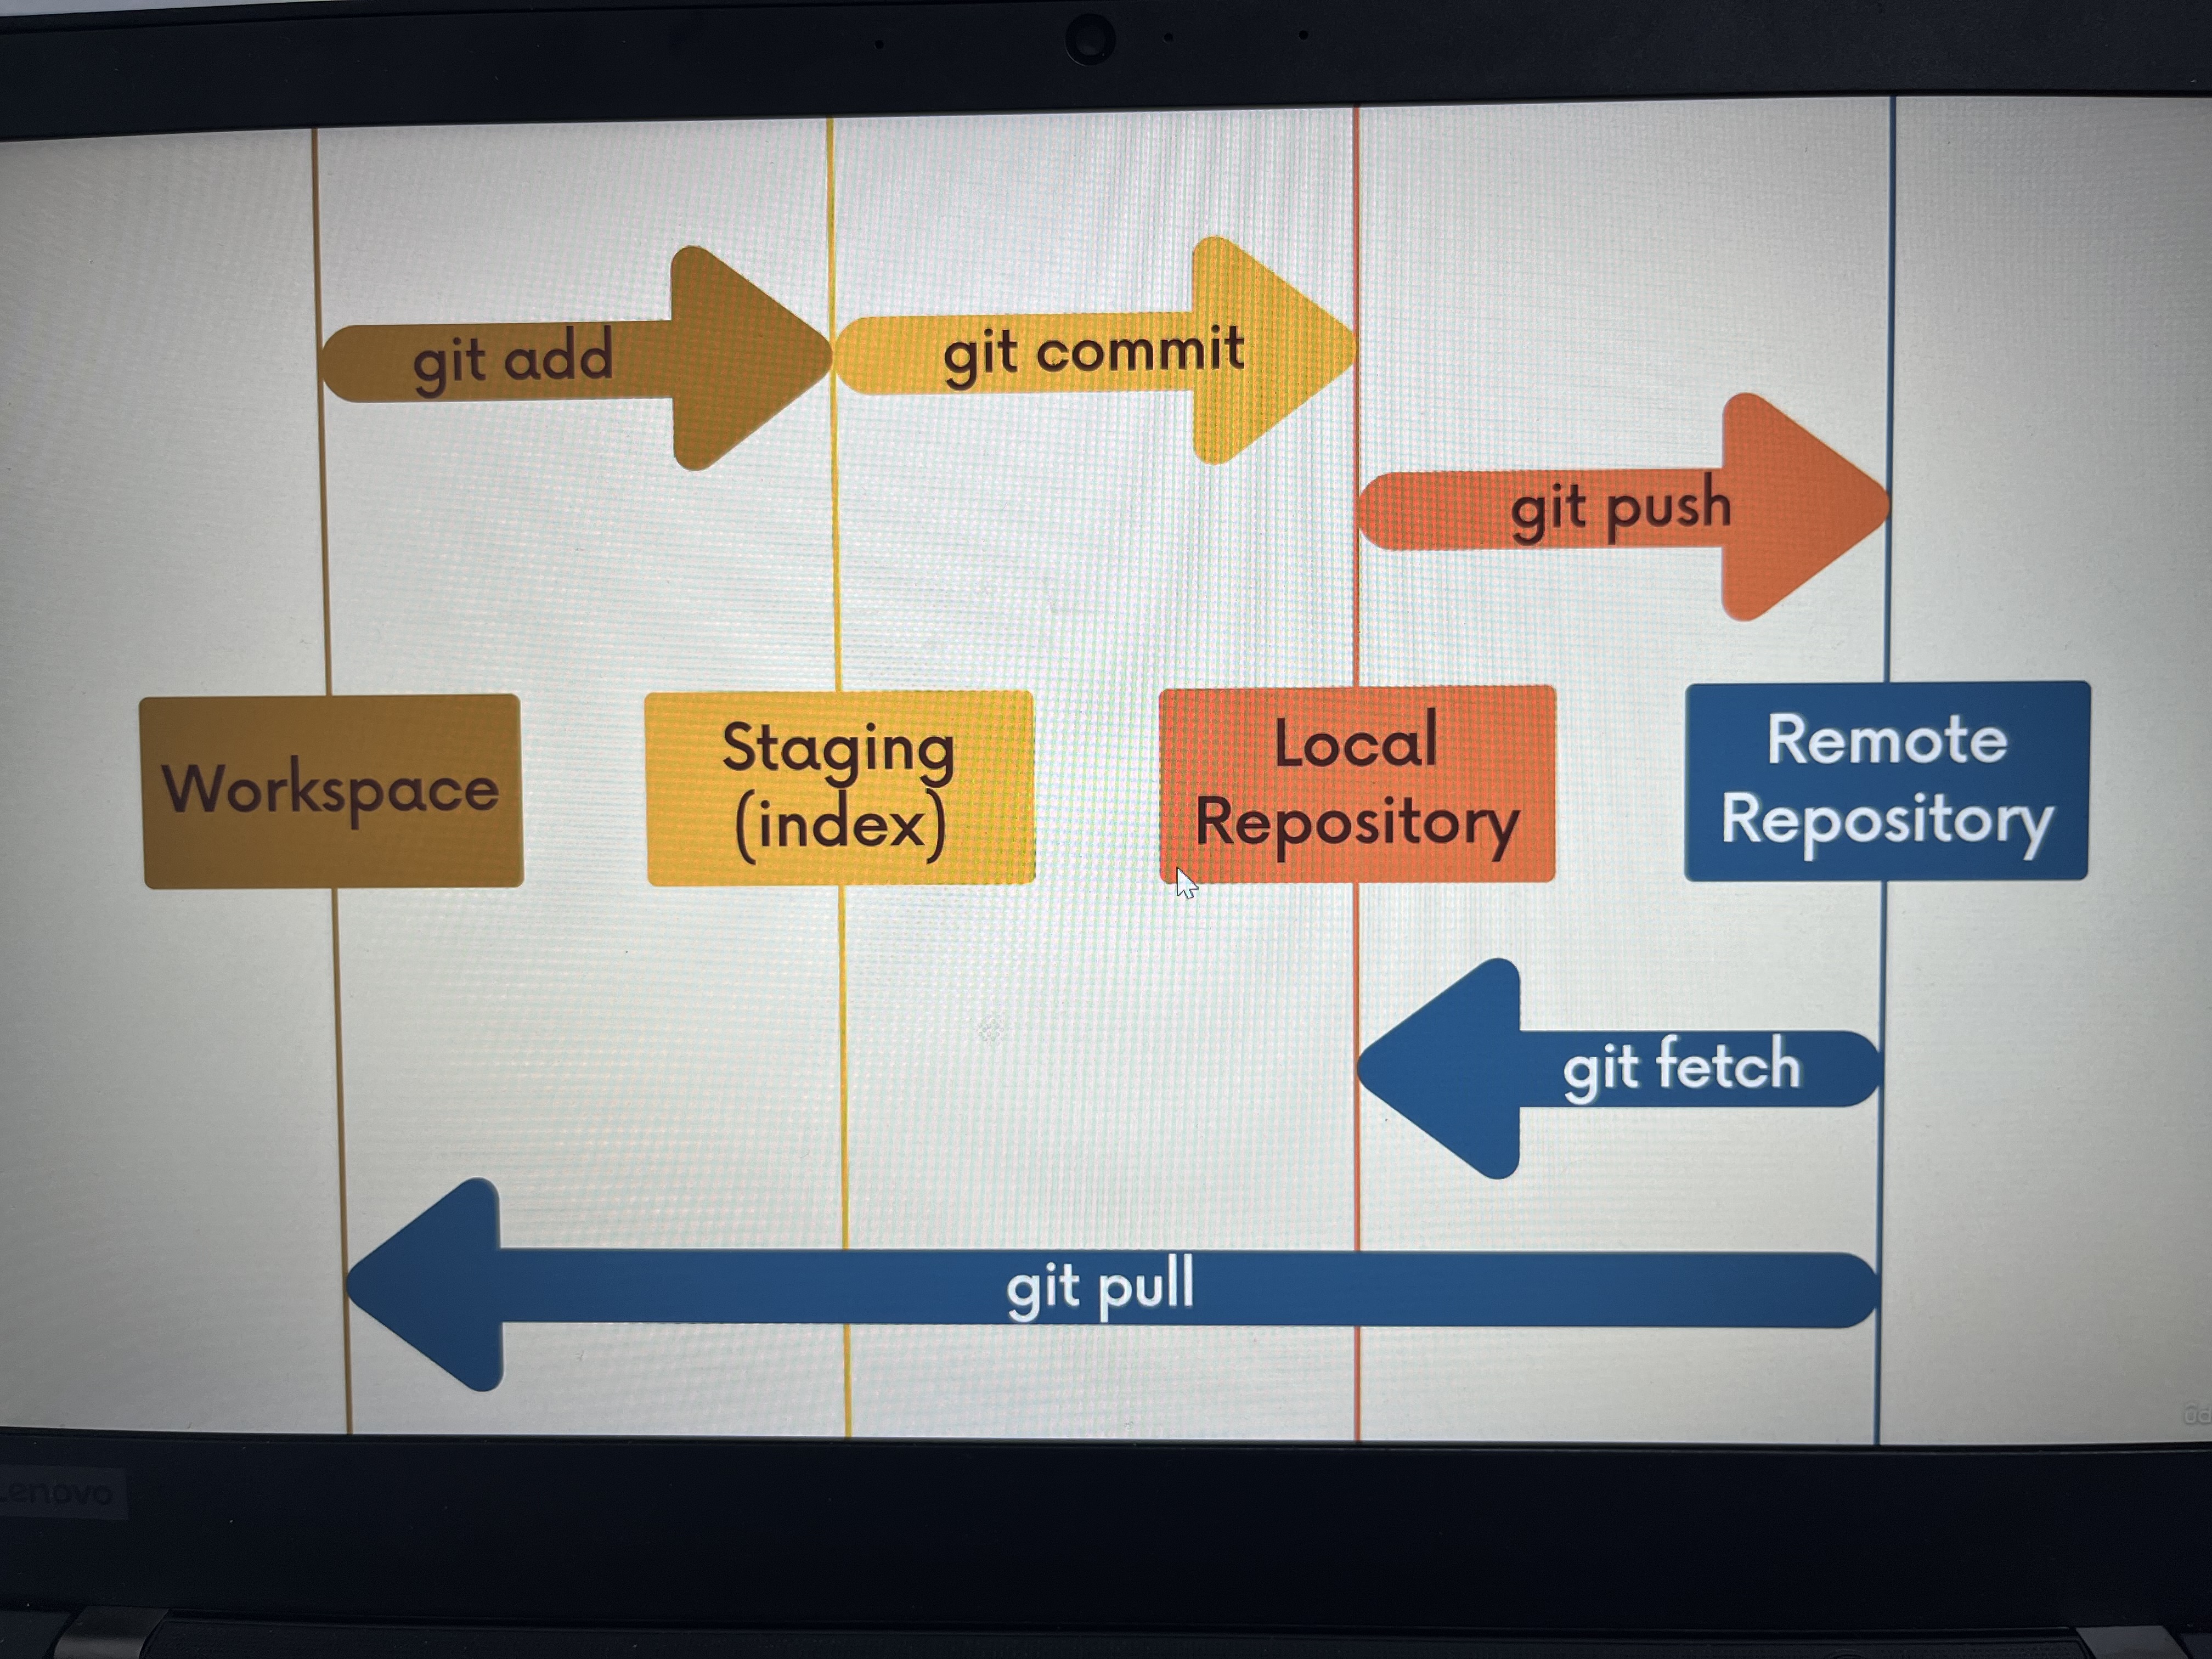 git add
git commit
git push
Workspace
Staging
(index)
Local
Repository
Remote
Repository
git fetch
git pull
Lenovo